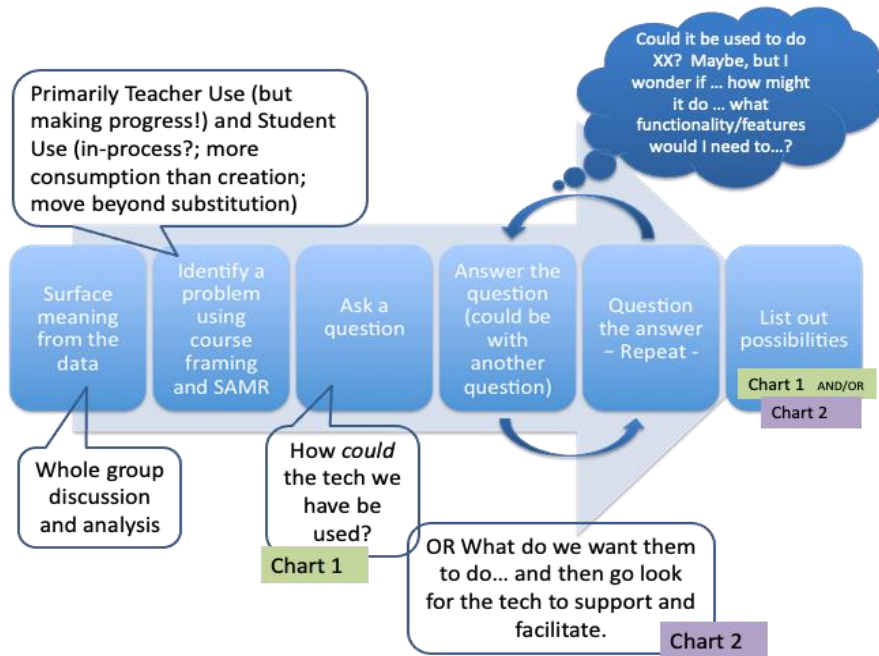 Could it be used to do
XX?  Maybe, but I
wonder if … how might
it do … what
functionality/features
would I need to…?
Primarily Teacher Use (but
making progress!) and Student
Use (in-process?; more
consumption than creation;
move beyond substitution)
Surface
meaning
from the
data
Identify a
problem
using
course
framing
and SAMR
Ask a
question
Answer the
question
(could be
with
another
question)
Question
the answer
– Repeat -
List out
possibilities
Chart 1 AND/OR
Chart 2
Whole group
discussion
and analysis
How could
the tech we
have be
used?
Chart 1
OR What do we want them
to do… and then go look
for the tech to support and
facilitate.
Chart 2